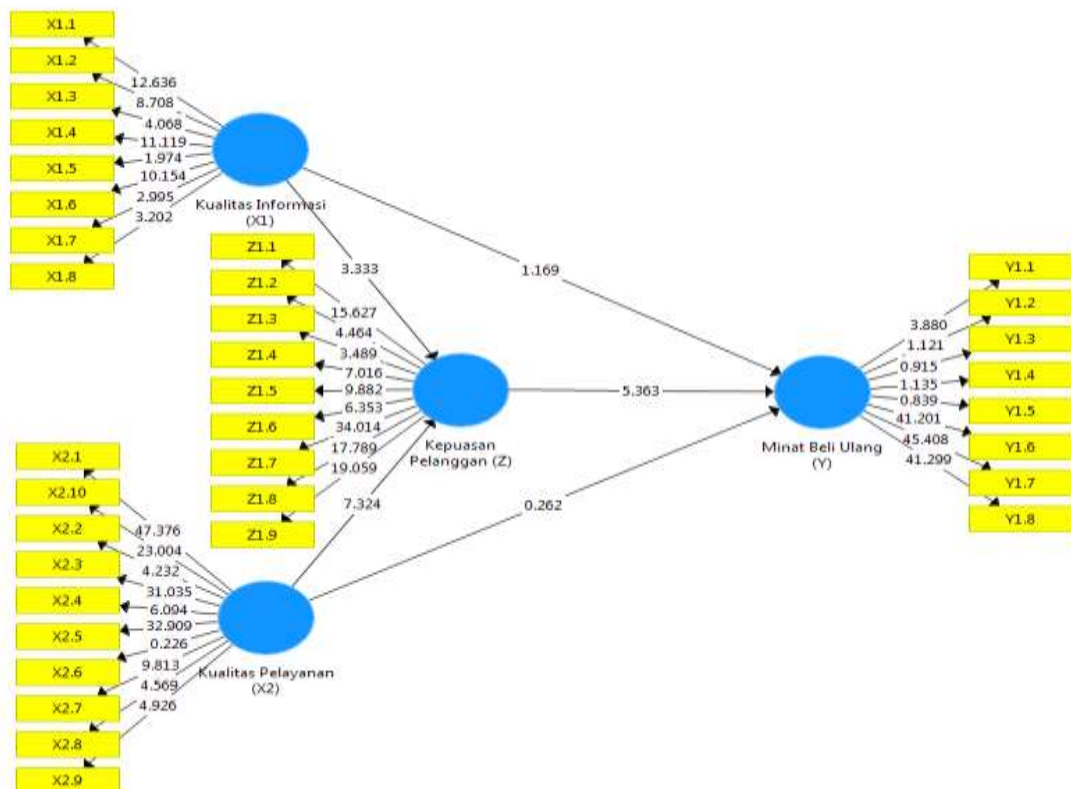 X1.1
X1.2
X1.3
X1.4
X1.5
X1.6
X1.7
X1.8
12.636
8.708
4.068
11.119
1.974
10.154
2.995
3.202
Kualitas Informasi
(X1)
3.333
1.169
Z1.1
Z1.2
Z1.3
Z1.4
Z1.5
Z1.6
Z1.7
Z1.8
Z1.9
15.627
4.464
3.489
7.016
9.882
6.353
34.014
17.789
19.059
7.324
Kepuasan
Pelanggan (Z)
5.363
0.262
Minat Beli Ulang
(Y)
3.880
1.121
0.915
1.135
0.839
41.201
45.408
41.299
Y1.1
Y1.2
Y1.3
Y1.4
Y1.5
Y1.6
Y1.7
Y1.8
X2.1
X2.10
X2.2
X2.3
X2.4
X2.5
X2.6
X2.7
X2.8
X2.9
47.376
23.004
4.232
31.035
6.094
32.909
0.226
9.813
4.569
4.926
Kualitas Pelayanan
(X2)